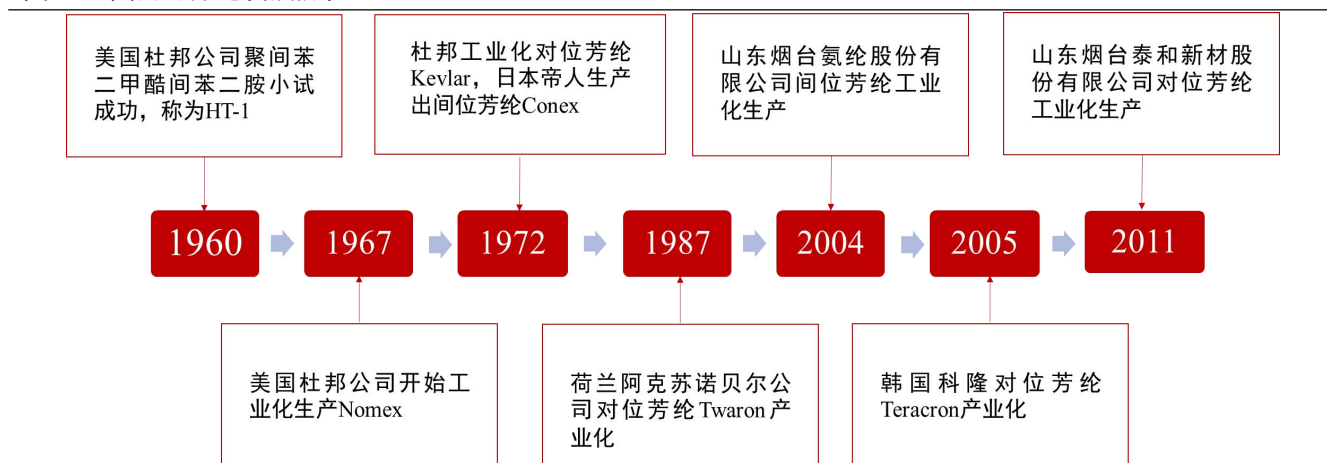 美国杜邦公司聚间苯
二甲酷间苯二胺小试
成功，称为HT-1
杜邦工业化对位芳纶
Kevlar，日本帝人生产
出间位芳纶Conex
山东烟台氨纶股份有
限公司间位芳纶工业
化生产
山东烟台泰和新材股
份有限公司对位芳纶
工业化生产
1960
1967
1972
1987
2004
2005
2011
美国杜邦公司开始工
业化生产Nomex
荷兰阿克苏诺贝尔公
司对位芳纶Twaron产
业化
韩国科隆对位芳纶
Teracron产业化